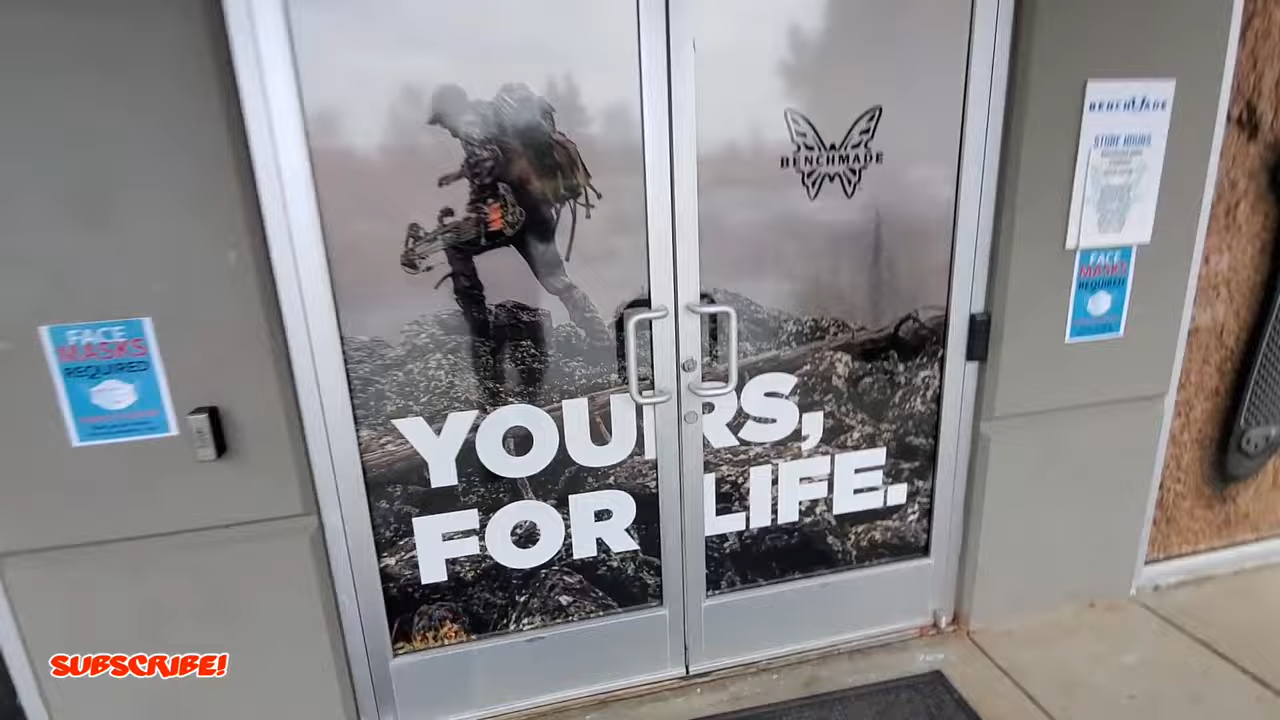 BENCHMADE
YOURS,
FOR LIFE.
FACE
MASKS
REQUIRED
BENCHMADE
STORE HOURS
FACE
MASKS
REQUIRED
SUBSCRIBE!